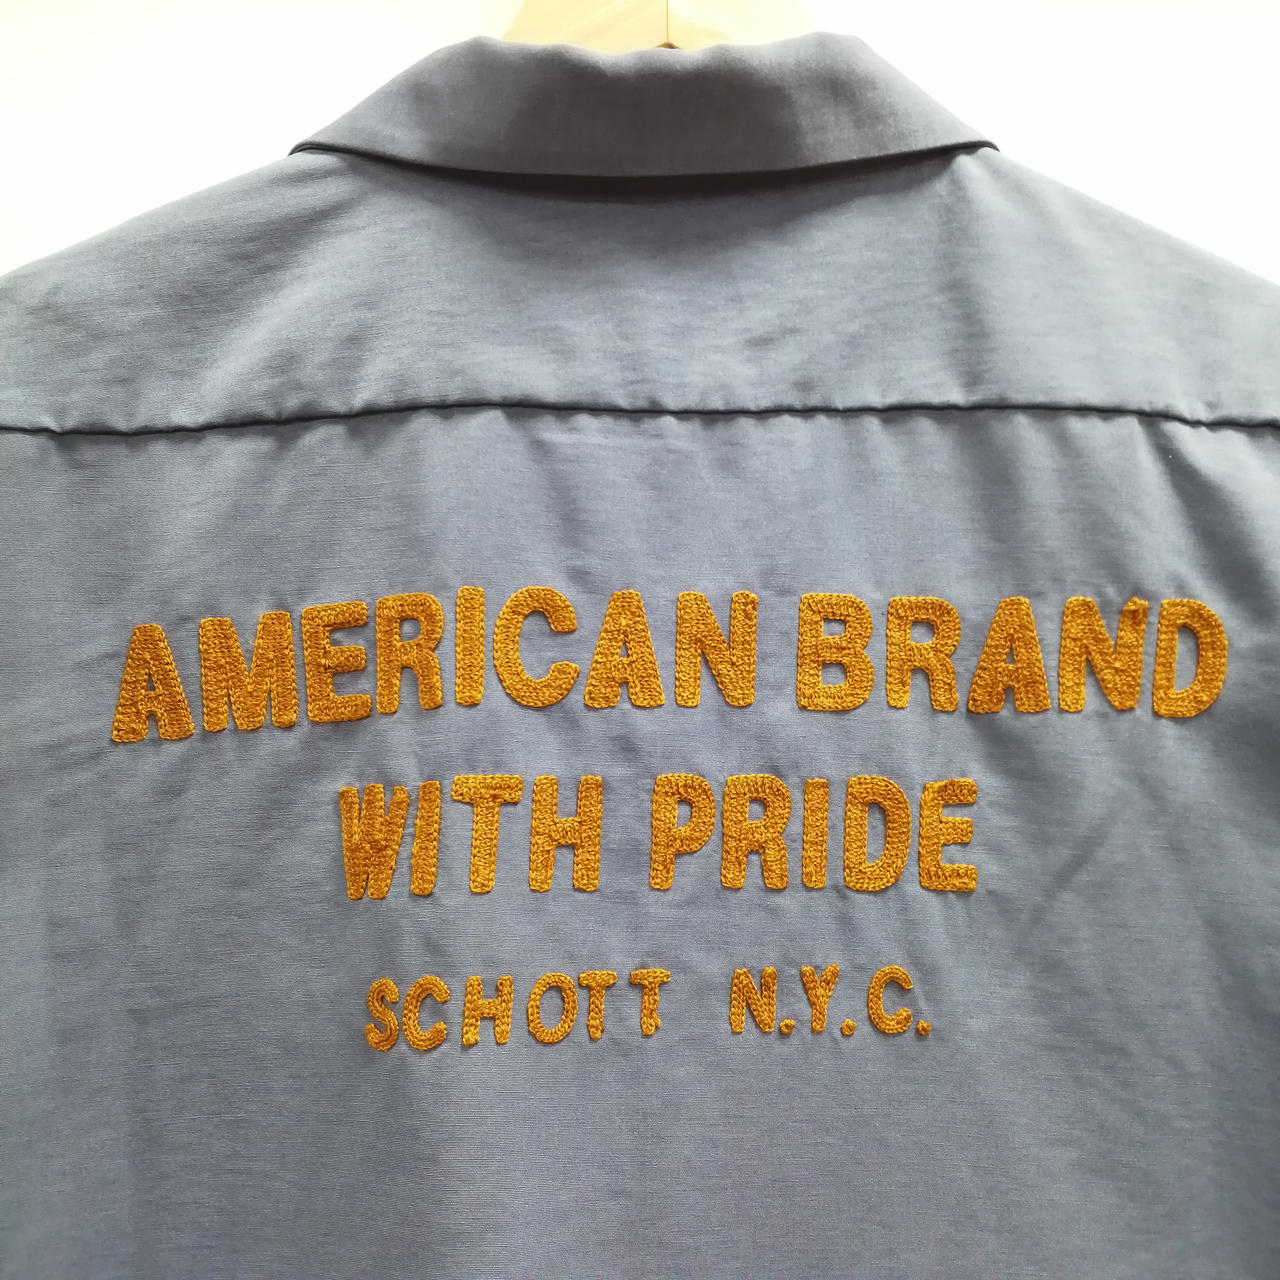 AMERICAN BRAND
WITH PRIDE
SCHOTT N.Y.C.